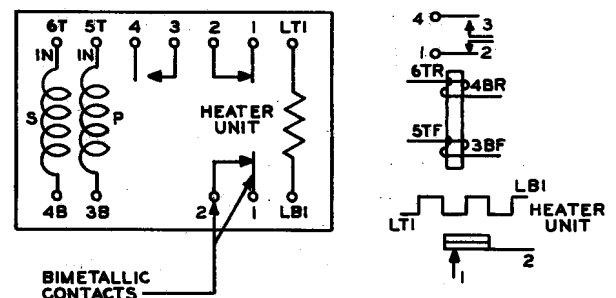 6T 5T 4 3 2 1 LT1
IN IN
S P
HEATER
UNIT
4B 3B 2 1 LB1
BIMETALLIC
CONTACTS
4 3
1 2
6TR 4BR
5TF 3BF
LB1
LT1 HEATER
UNIT
2
1